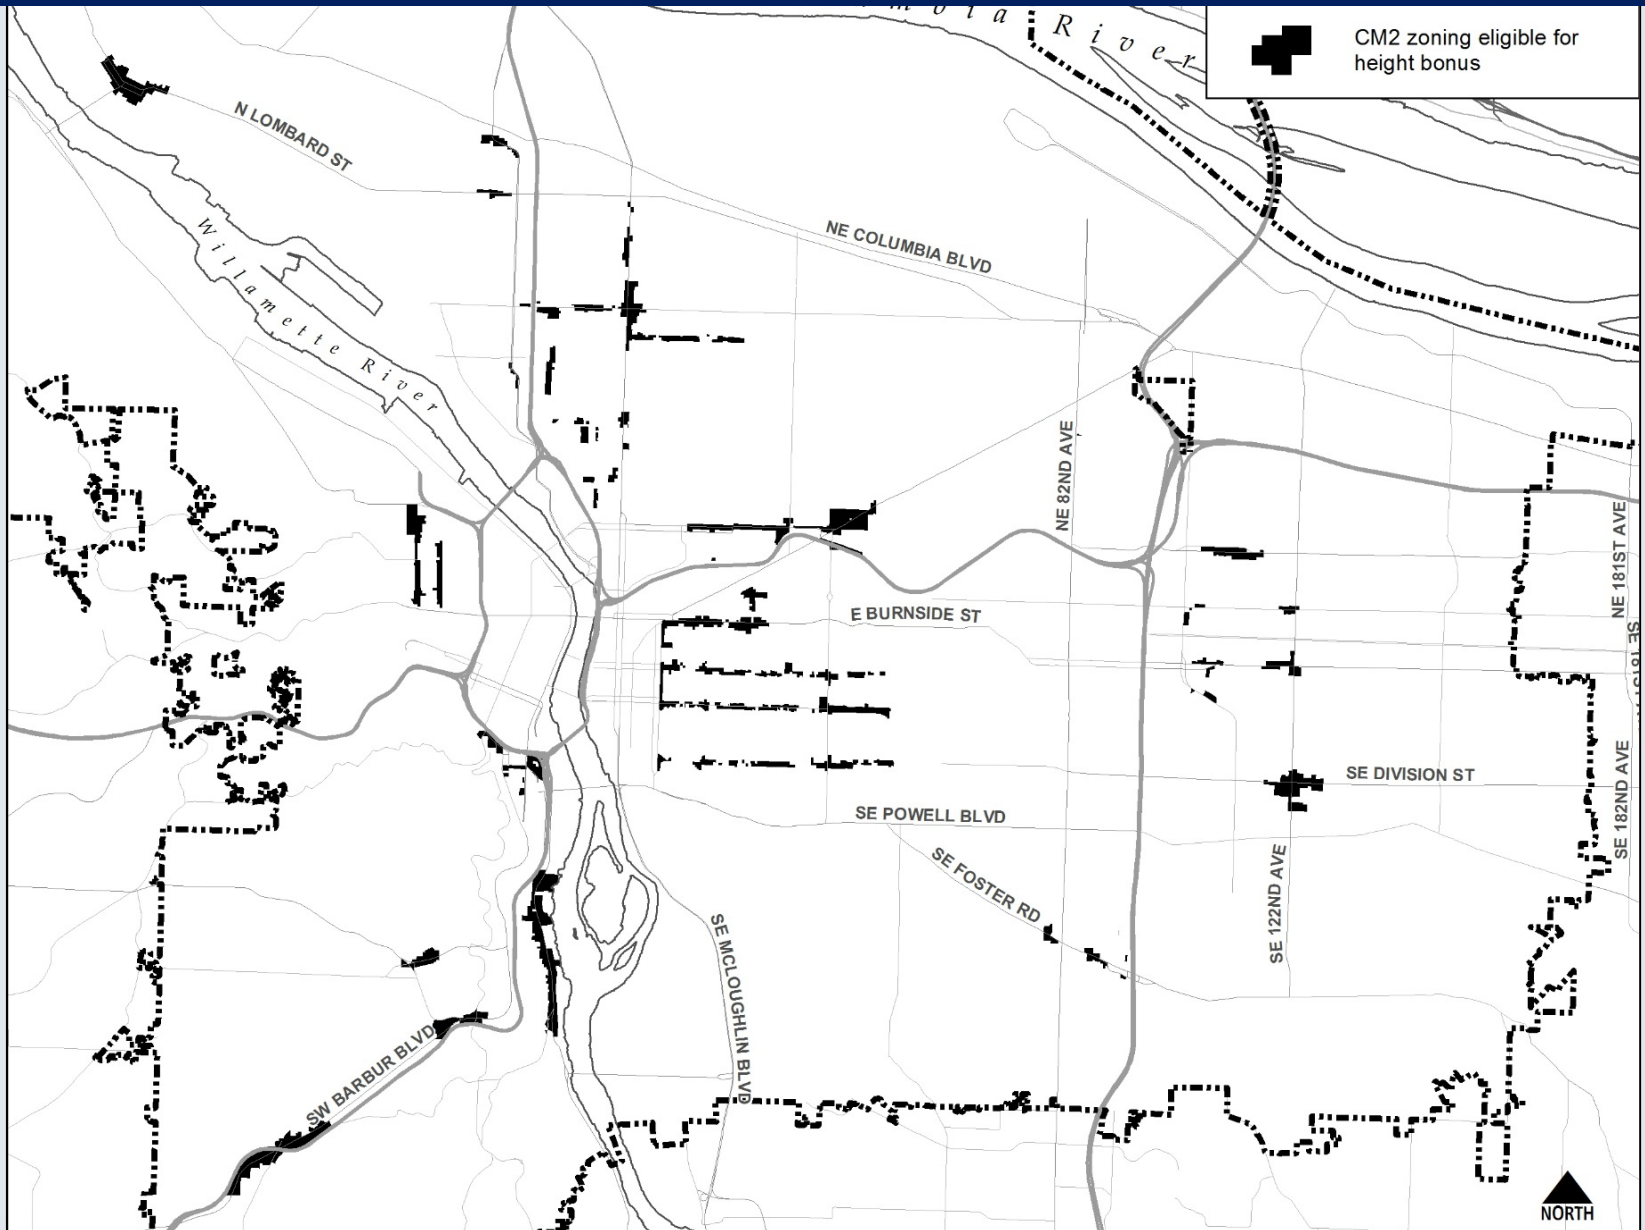 River
CM2 zoning eligible for
height bonus
N LOMBARD ST
NE COLUMBIA BLVD
Willamette River
NE 82ND AVE
NE 181ST AVE
E BURNSIDE ST
SE DIVISION ST
SE POWELL BLVD
SE 182ND AVE
SE FOSTER RD
SE 122ND AVE
SE MCLOUGHLIN BLVD
SW BARBUR BLVD
NORTH